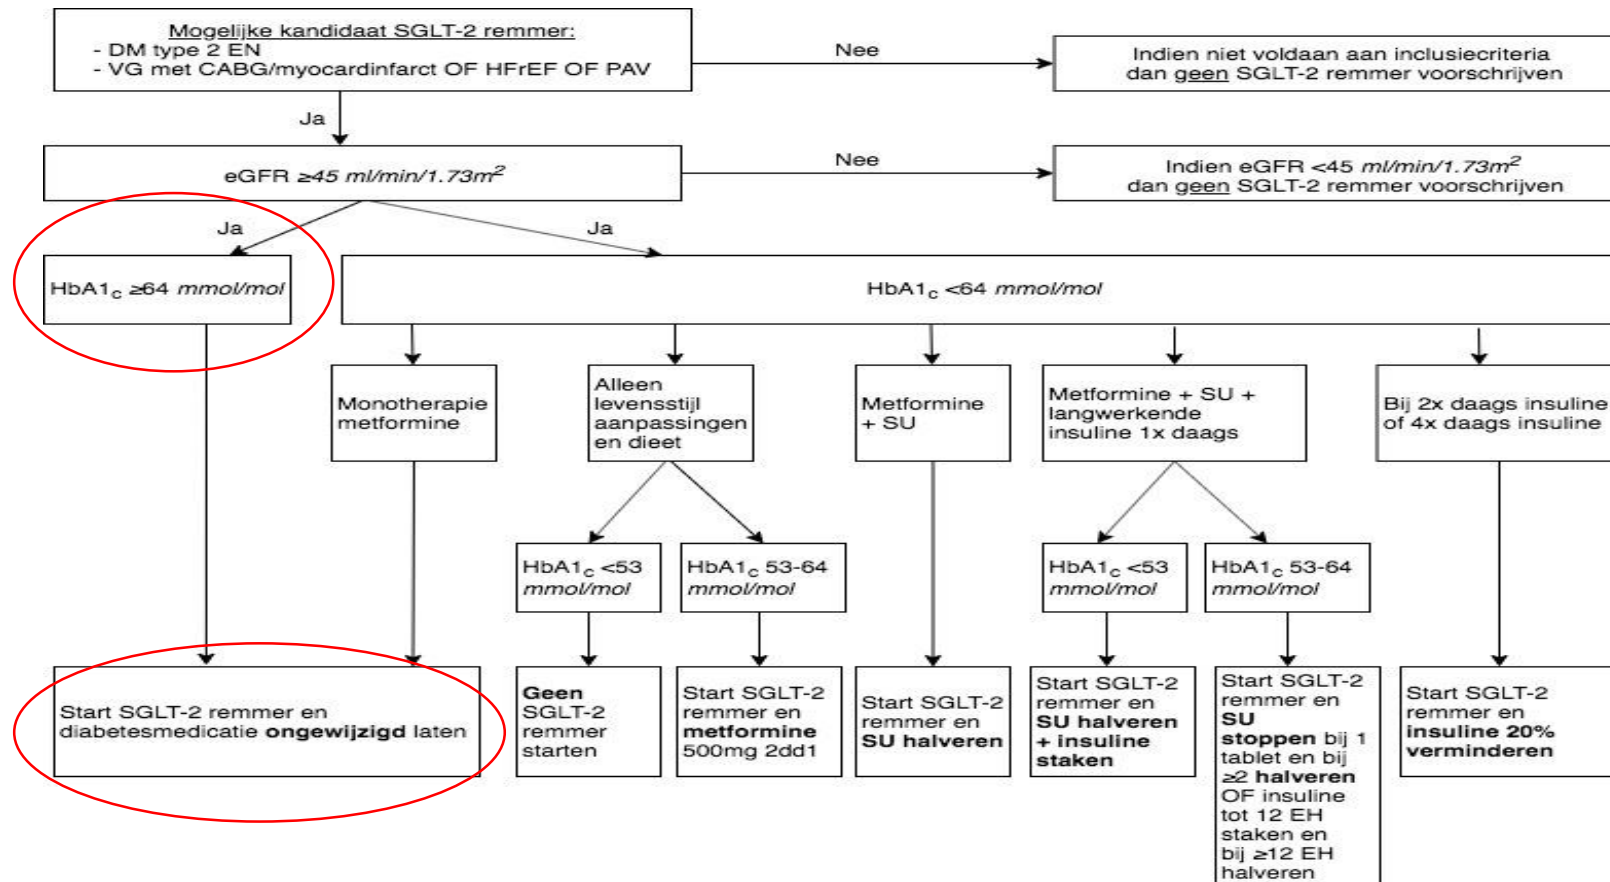 Mogelijke kandidaat SGLT-2 remmer:
- DM type 2 EN
- VG met CABG/myocardinfarct OF HFrEF OF PAV
Nee
Indien niet voldaan aan inclusiecriteria
dan geen SGLT-2 remmer voorschrijven
Ja
eGFR ≥45 ml/min/1.73m²
Nee
Indien eGFR <45 ml/min/1.73m²
dan geen SGLT-2 remmer voorschrijven
Ja
Ja
HbA1c ≥64 mmol/mol
HbA1c <64 mmol/mol
Monotherapie
metformine
Alleen
levensstijl
aanpassingen
en dieet
Metformine
+ SU
Metformine + SU +
langwerkende
insuline 1x daags
Bij 2x daags insuline
of 4x daags insuline
HbA1c <53
mmol/mol
HbA1c 53-64
mmol/mol
HbA1c <53
mmol/mol
HbA1c 53-64
mmol/mol
Start SGLT-2 remmer en
diabetesmedicatie ongewijzigd laten
Geen
SGLT-2
remmer
starten
Start SGLT-2
remmer en
metformine
500mg 2dd1
Start SGLT-2
remmer en
SU halveren
Start SGLT-2
remmer en
SU halveren
+ insuline
staken
Start SGLT-2
remmer en
SU
stoppen bij 1
tablet en bij
≥2 halveren
OF insuline
tot 12 EH
staken en
bij ≥12 EH
halveren
Start SGLT-2
remmer en
insuline 20%
verminderen